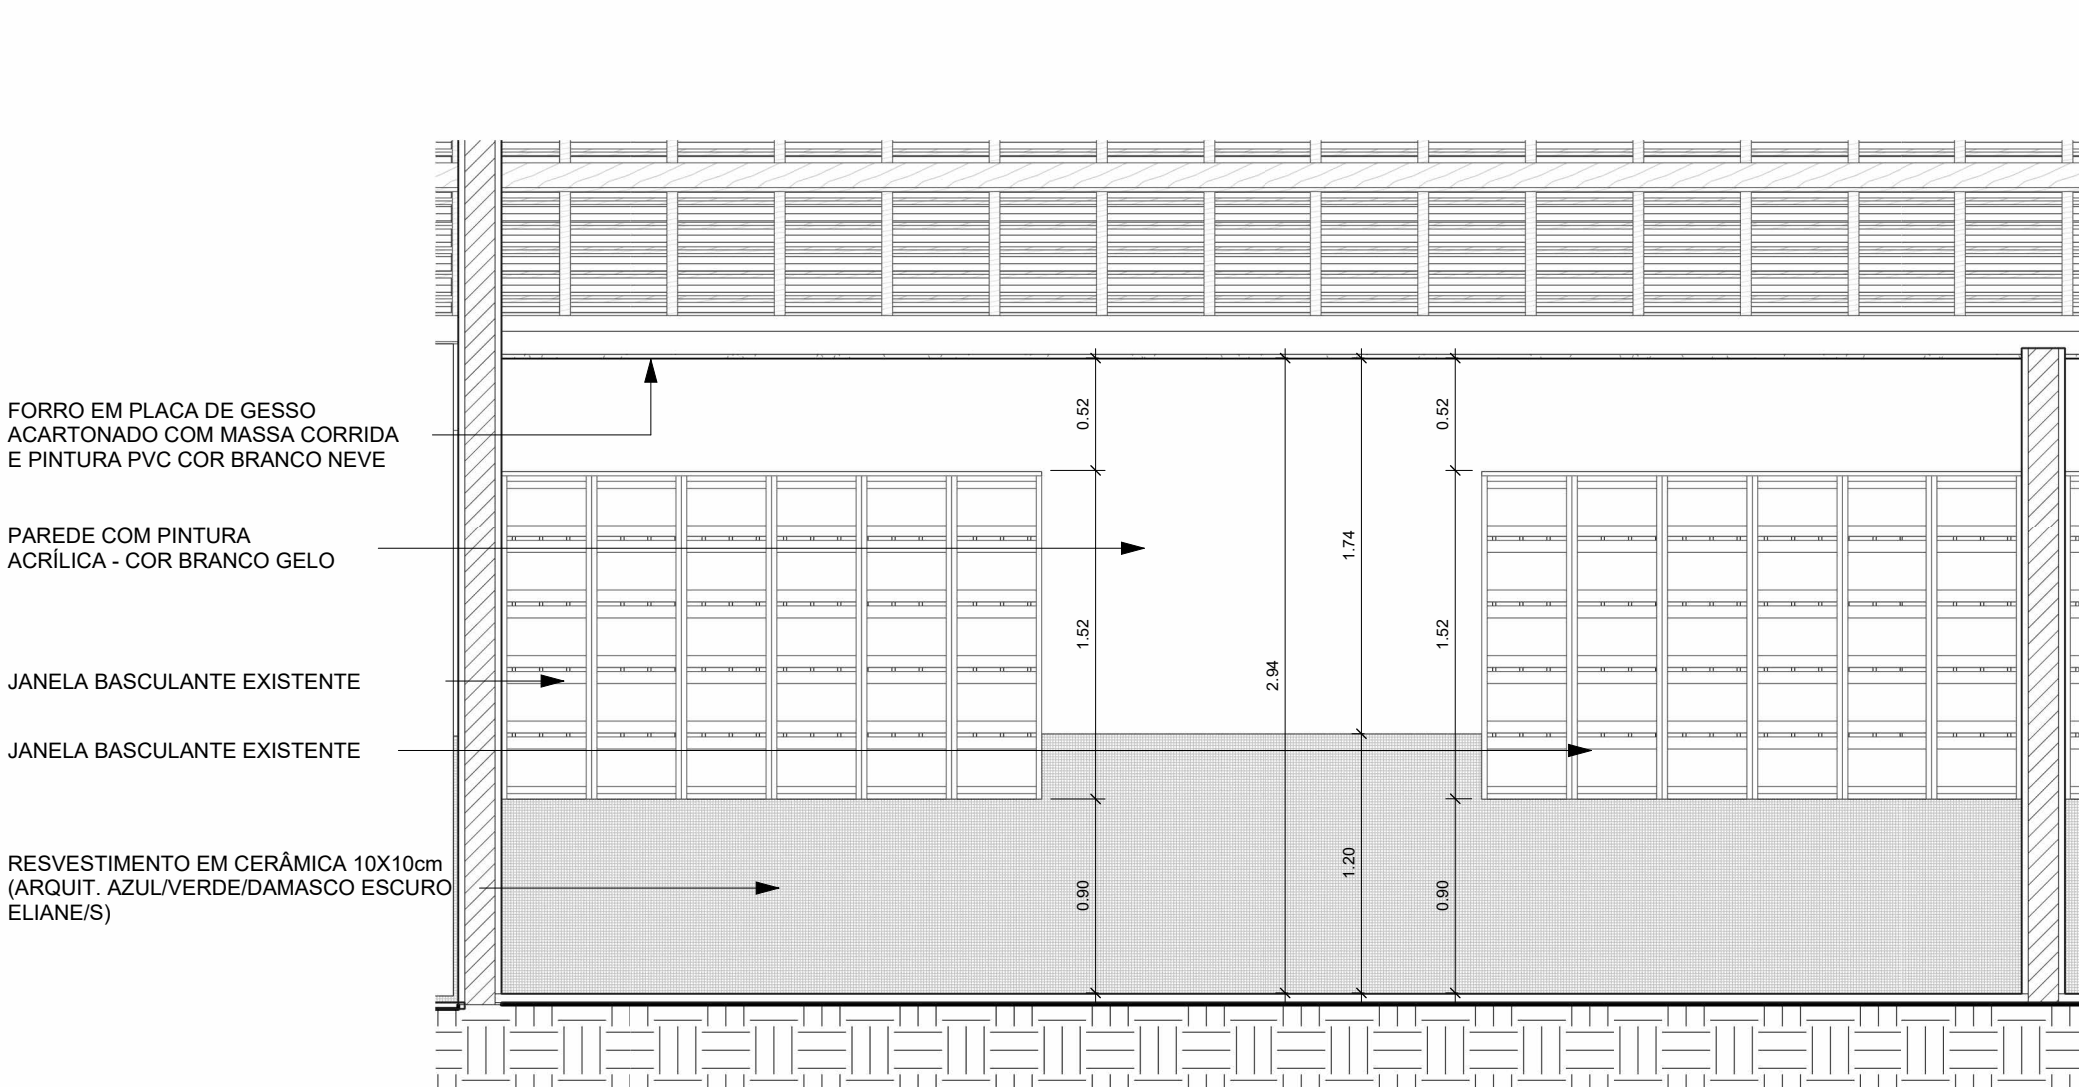 FORRO EM PLACA DE GESSO
ACARTONADO COM MASSA CORRIDA
E PINTURA PVC COR BRANCO NEVE
PAREDE COM PINTURA
ACRÍLICA - COR BRANCO GELO
JANELA BASCULANTE EXISTENTE
JANELA BASCULANTE EXISTENTE
RESVESTIMENTO EM CERÂMICA 10X10cm
(ARQUIT. AZUL/VERDE/DAMASCO ESCURO
ELIANE/S)
0.52
1.52
0.90
2.94
1.74
1.20
0.52
1.52
0.90